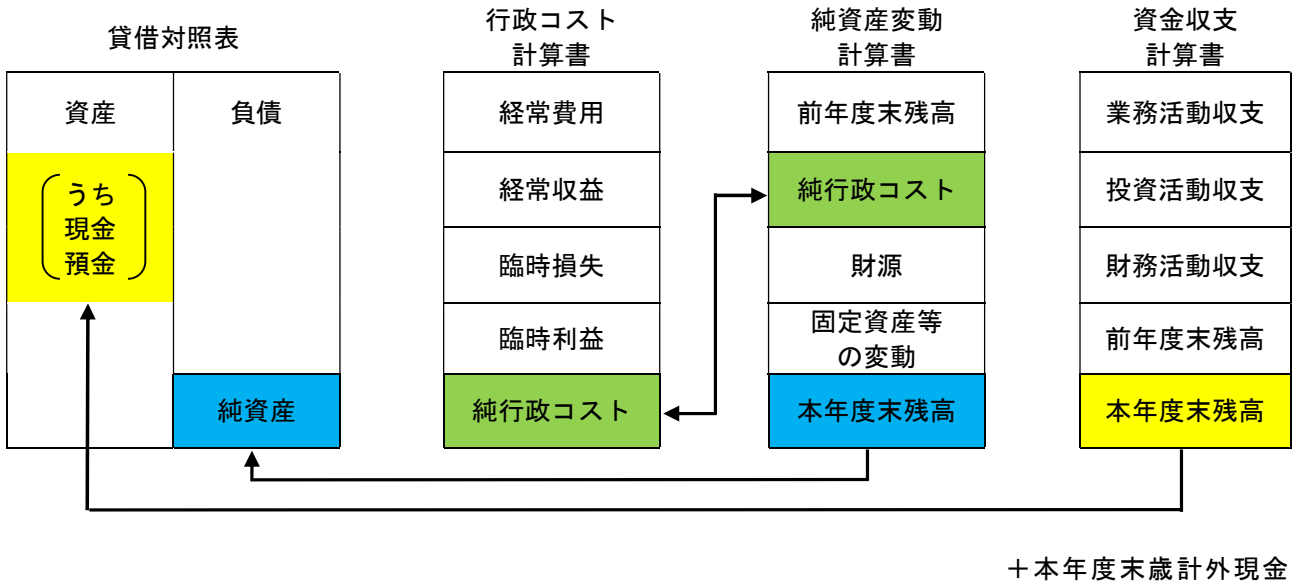 貸借対照表
資産
負債
うち
現金
預金
純資産
行政コスト
計算書
経常費用
経常収益
臨時損失
臨時利益
純行政コスト
純資産変動
計算書
前年度末残高
純行政コスト
財源
固定資産等
の変動
本年度末残高
資金収支
計算書
業務活動収支
投資活動収支
財務活動収支
前年度末残高
本年度末残高
＋本年度末歳計外現金